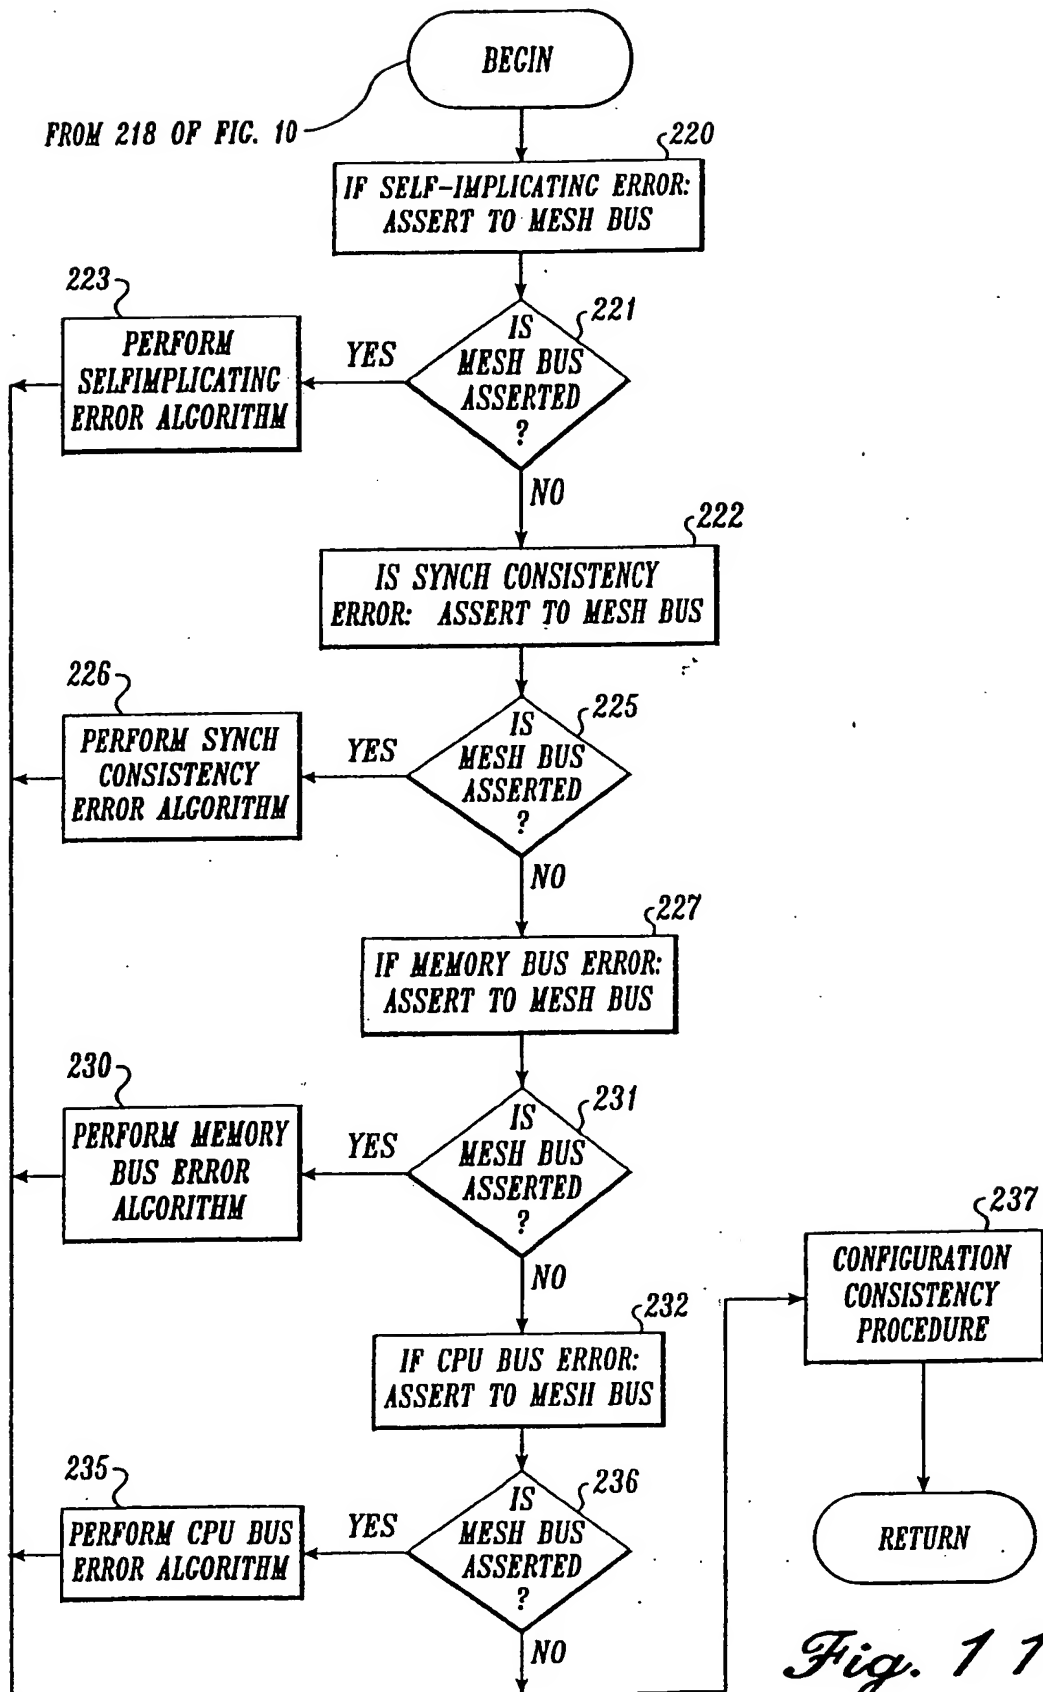 BEGIN
FROM 218 OF FIG. 10
220
IF SELF-IMPLICATING ERROR:
ASSERT TO MESH BUS
223
PERFORM
SELFIMPLICATING
ERROR ALGORITHM
YES
221
IS
MESH BUS
ASSERTED
?
NO
222
IS SYNCH CONSISTENCY
ERROR: ASSERT TO MESH BUS
226
PERFORM SYNCH
CONSISTENCY
ERROR ALGORITHM
YES
225
IS
MESH BUS
ASSERTED
?
NO
227
IF MEMORY BUS ERROR:
ASSERT TO MESH BUS
230
PERFORM MEMORY
BUS ERROR
ALGORITHM
YES
231
IS
MESH BUS
ASSERTED
?
NO
232
IF CPU BUS ERROR:
ASSERT TO MESH BUS
237
CONFIGURATION
CONSISTENCY
PROCEDURE
235
PERFORM CPU BUS
ERROR ALGORITHM
YES
236
IS
MESH BUS
ASSERTED
?
NO
RETURN
Fig. 11